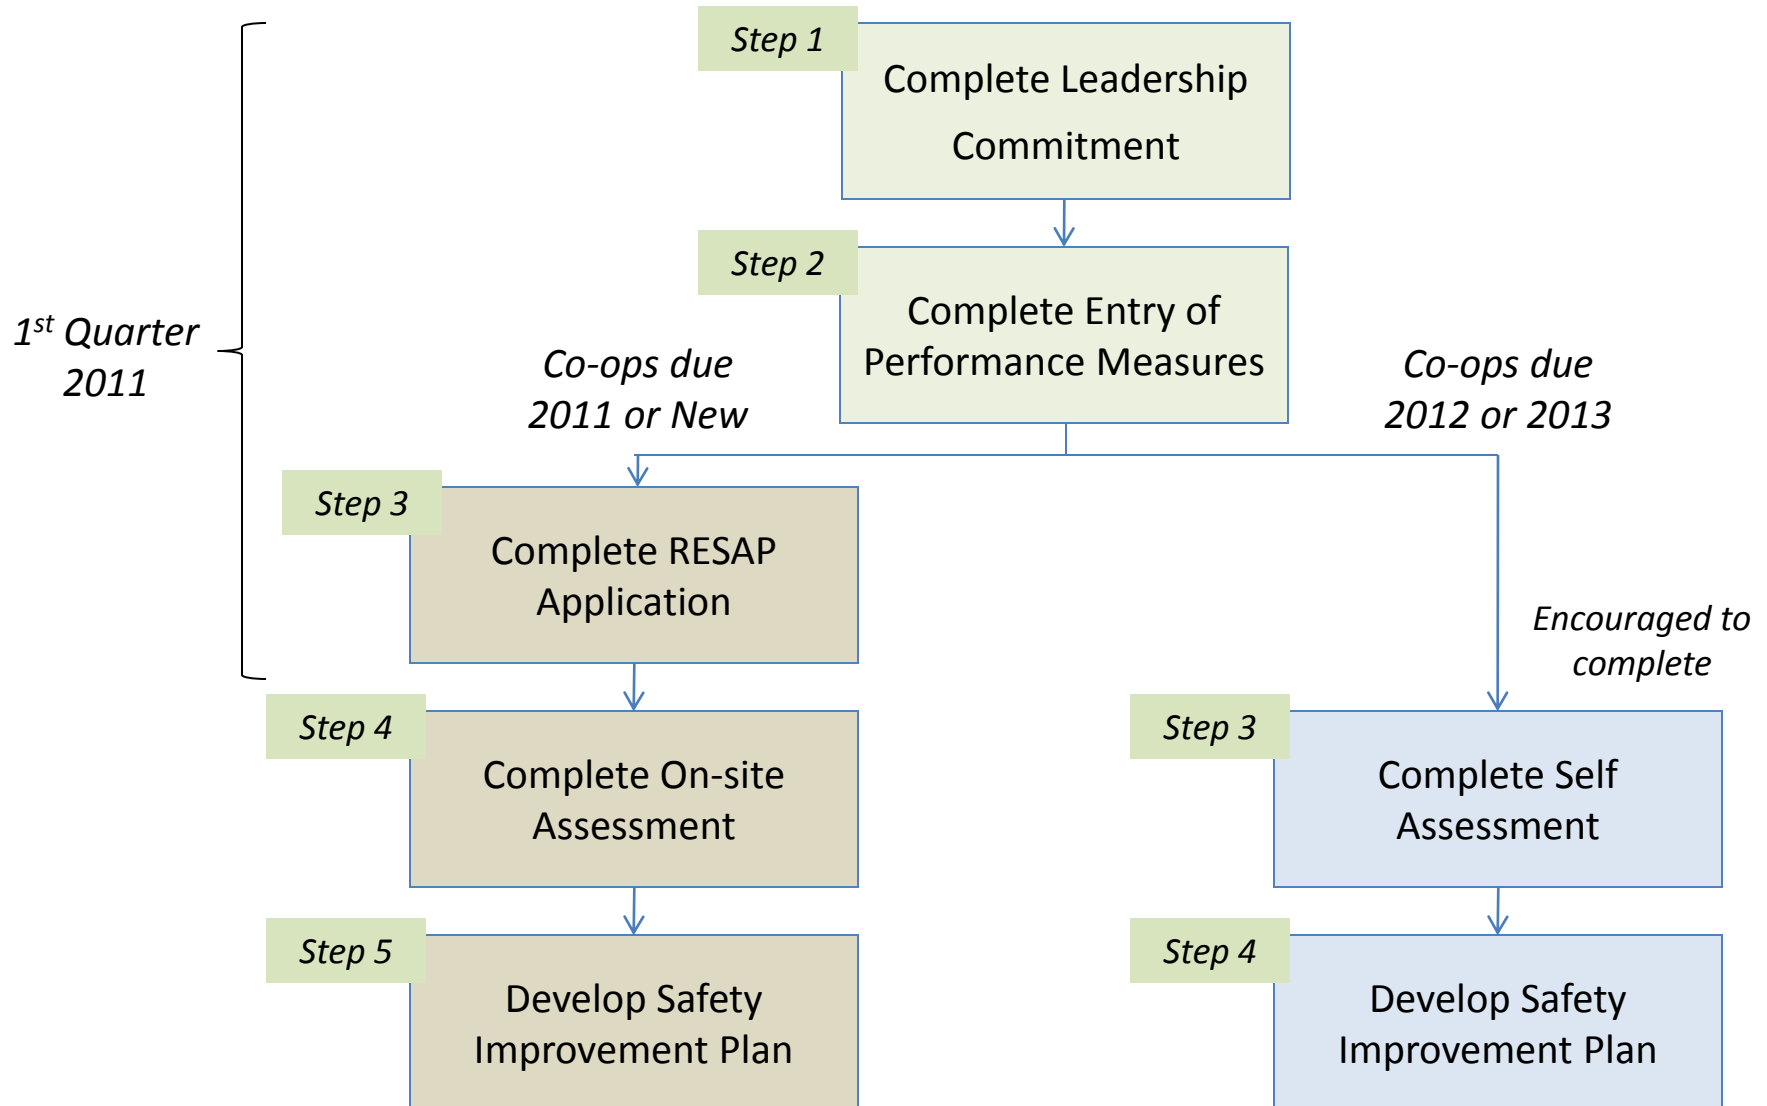 Step 1
Complete Leadership
Commitment
Step 2
Complete Entry of
Performance Measures
1st Quarter
2011
Co-ops due
2011 or New
Co-ops due
2012 or 2013
Step 3
Complete RESAP
Application
Encouraged to
complete
Step 4
Complete On-site
Assessment
Step 3
Complete Self
Assessment
Step 5
Develop Safety
Improvement Plan
Step 4
Develop Safety
Improvement Plan